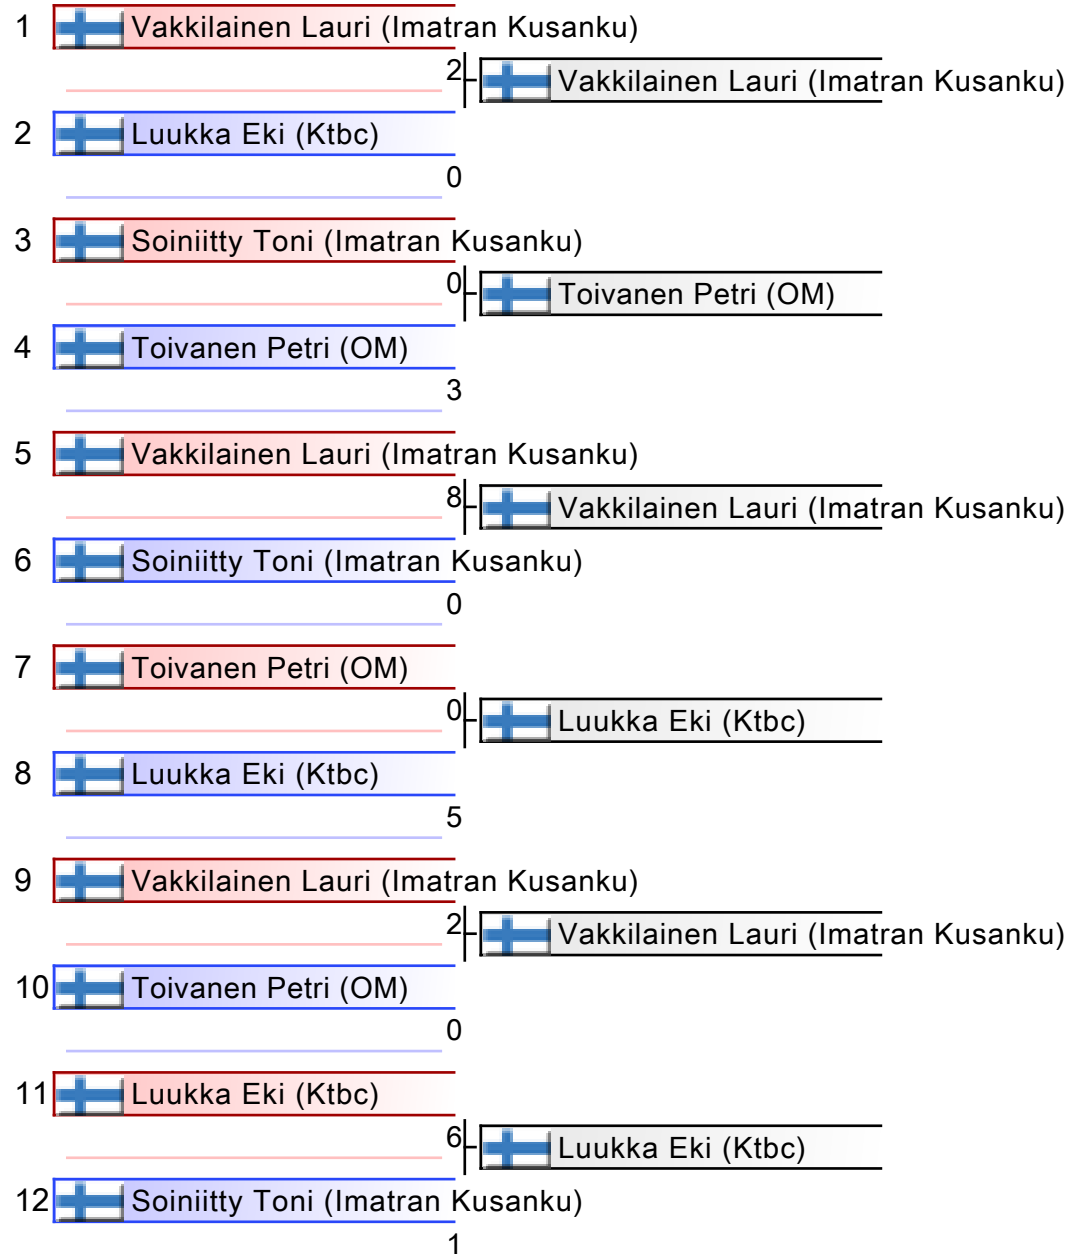 1 Vakkilainen Lauri (Imatran Kusanku)
2 Vakkilainen Lauri (Imatran Kusanku)
2 Luukka Eki (Ktbc)
0
3 Soiniitty Toni (Imatran Kusanku)
0 Toivanen Petri (OM)
4 Toivanen Petri (OM)
3
5 Vakkilainen Lauri (Imatran Kusanku)
8 Vakkilainen Lauri (Imatran Kusanku)
6 Soiniitty Toni (Imatran Kusanku)
0
7 Toivanen Petri (OM)
0 Luukka Eki (Ktbc)
8 Luukka Eki (Ktbc)
5
9 Vakkilainen Lauri (Imatran Kusanku)
2 Vakkilainen Lauri (Imatran Kusanku)
10 Toivanen Petri (OM)
0
11 Luukka Eki (Ktbc)
6 Luukka Eki (Ktbc)
12 Soiniitty Toni (Imatran Kusanku)
1